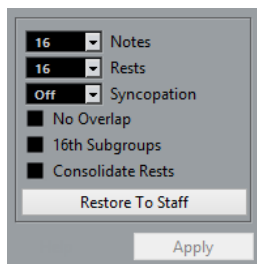 16 Notes
16 Rests
Off Syncopation
No Overlap
16th Subgroups
Consolidate Rests
Restore To Staff
Apply